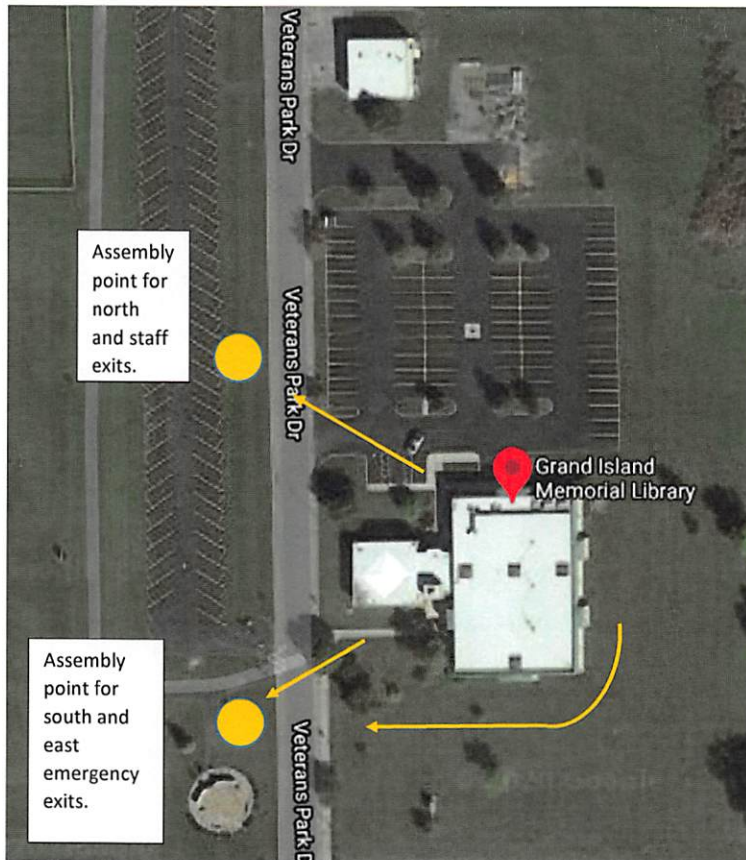 Veterans Park Dr
Assembly
point for
north
and staff
exits.
Veterans Park Dr
Grand Island
Memorial Library
Assembly
point for
south and
east
emergency
exits.
Veterans Park D